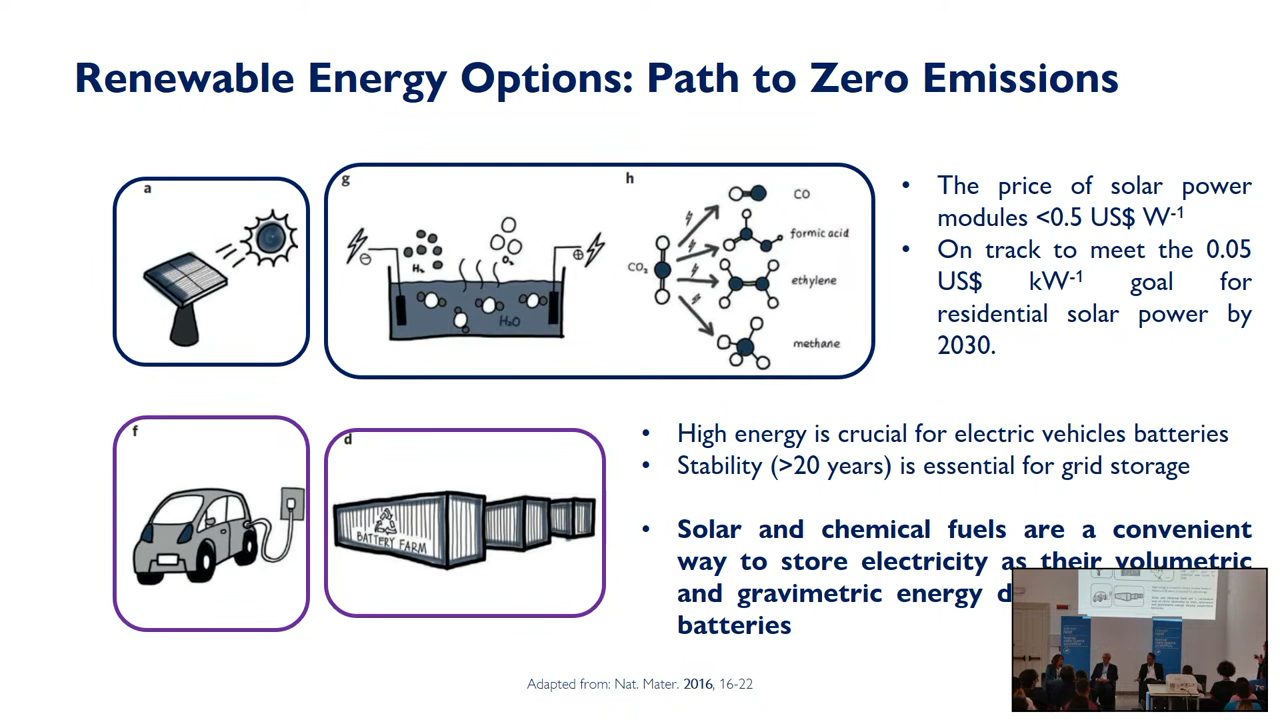 Renewable Energy Options: Path to Zero Emissions
a
g
h
H₂
O₂
H₂O
CO₂
CO
formic acid
ethylene
methane
• The price of solar power
modules <0.5 US$ W⁻¹
• On track to meet the 0.05
US$ kW⁻¹ goal for
residential solar power by
2030.
f
d
BATTERY FARM
• High energy is crucial for electric vehicles batteries
• Stability (>20 years) is essential for grid storage
• Solar and chemical fuels are a convenient
way to store electricity as their volumetric
and gravimetric energy
batteries
Adapted from: Nat. Mater. 2016, 16-22